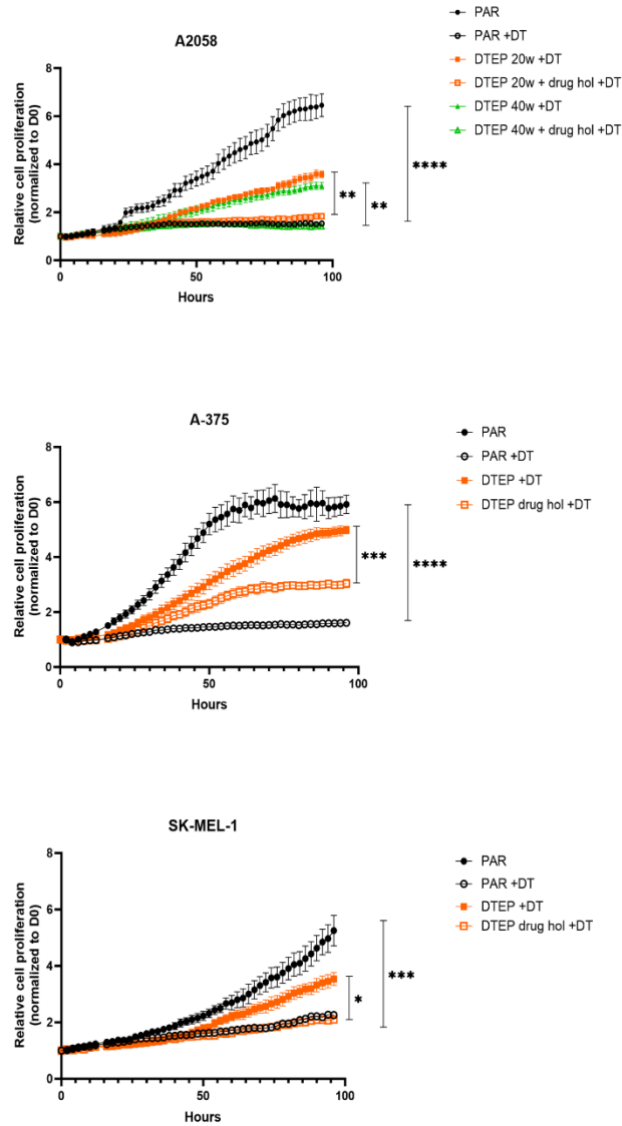 A2058
PAR
PAR +DT
DTEP 20w +DT
DTEP 20w + drug hol +DT
DTEP 40w +DT
DTEP 40w + drug hol +DT
Relative cell proliferation
(normalized to D0)
8
6
4
2
0
0
50
100
Hours
**
**
****
A-375
PAR
PAR +DT
DTEP +DT
DTEP drug hol +DT
Relative cell proliferation
(normalized to D0)
8
6
4
2
0
0
50
100
Hours
***
****
SK-MEL-1
PAR
PAR +DT
DTEP +DT
DTEP drug hol +DT
Relative cell proliferation
(normalized to D0)
8
6
4
2
0
0
50
100
Hours
*
***